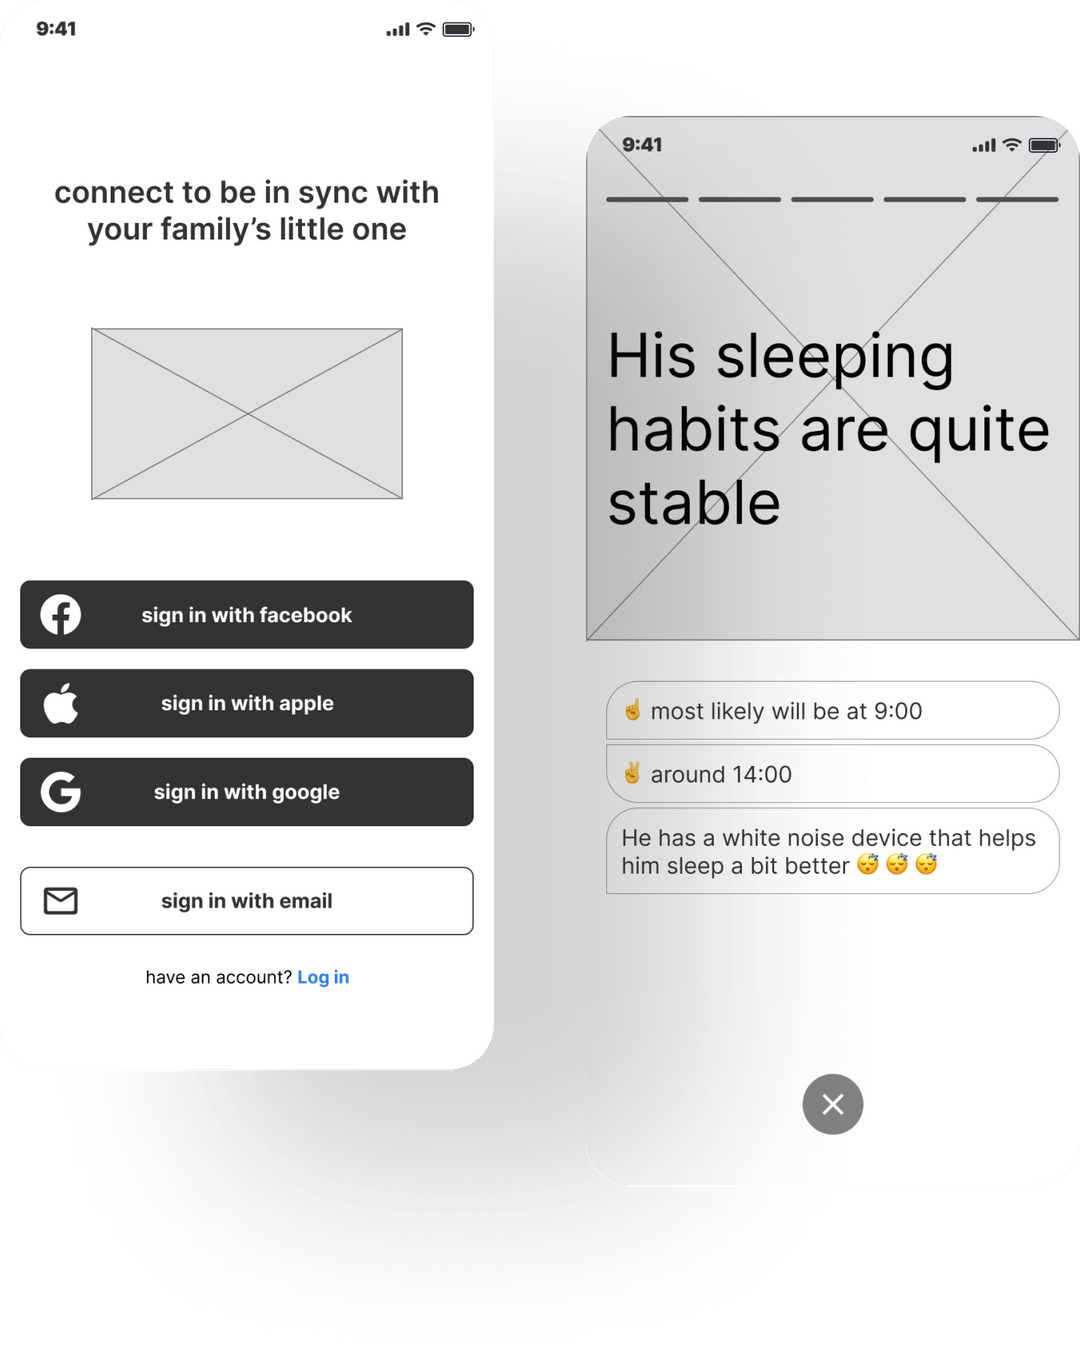 9:41
connect to be in sync with
your family’s little one
sign in with facebook
sign in with apple
sign in with google
sign in with email
have an account? Log in
9:41
His sleeping
habits are quite
stable
☝️ most likely will be at 9:00
✌️ around 14:00
He has a white noise device that helps
him sleep a bit better 😴 😴 😴